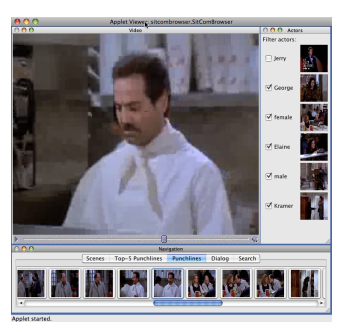 Applet Viewer: sitcombrowser.SitComBrowser
Video
Actors
Filter actors:
Jerry
George
female
Elaine
male
Kramer
Navigation
Scenes Top-5 Punchlines Punchlines Dialog Search
Applet started.